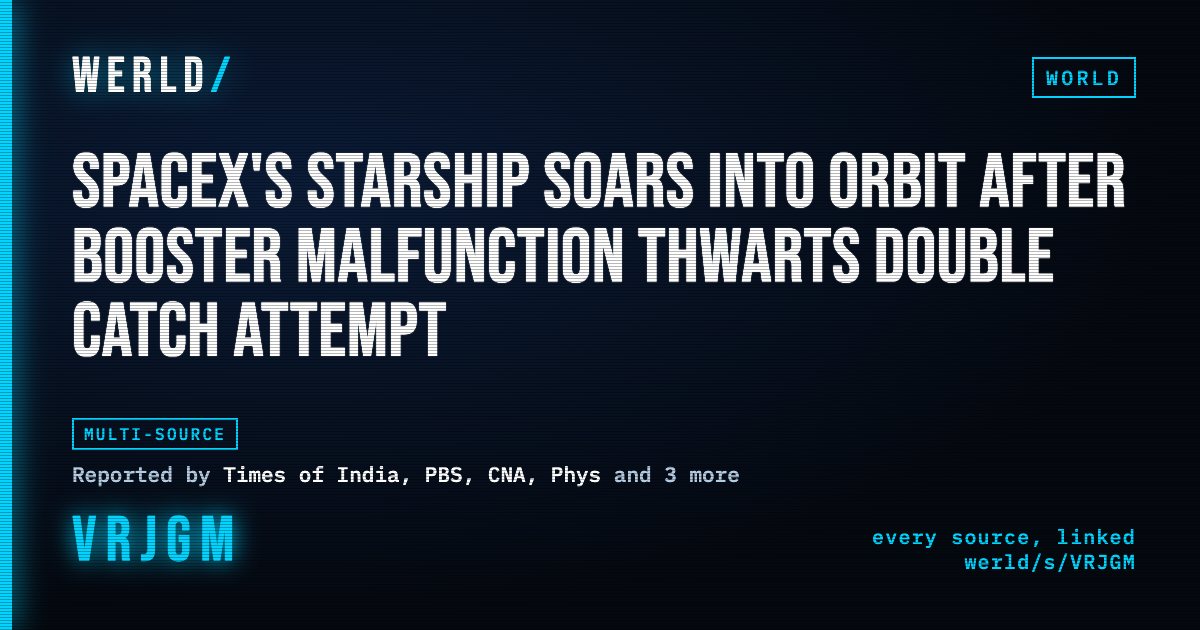 WERLD/
WORLD
SPACEX'S STARSHIP SOARS INTO ORBIT AFTER
BOOSTER MALFUNCTION THWARTS DOUBLE
CATCH ATTEMPT
MULTI-SOURCE
Reported by Times of India, PBS, CNA, Phys and 3 more
VRJGM
every source, linked
werld/s/VRJGM